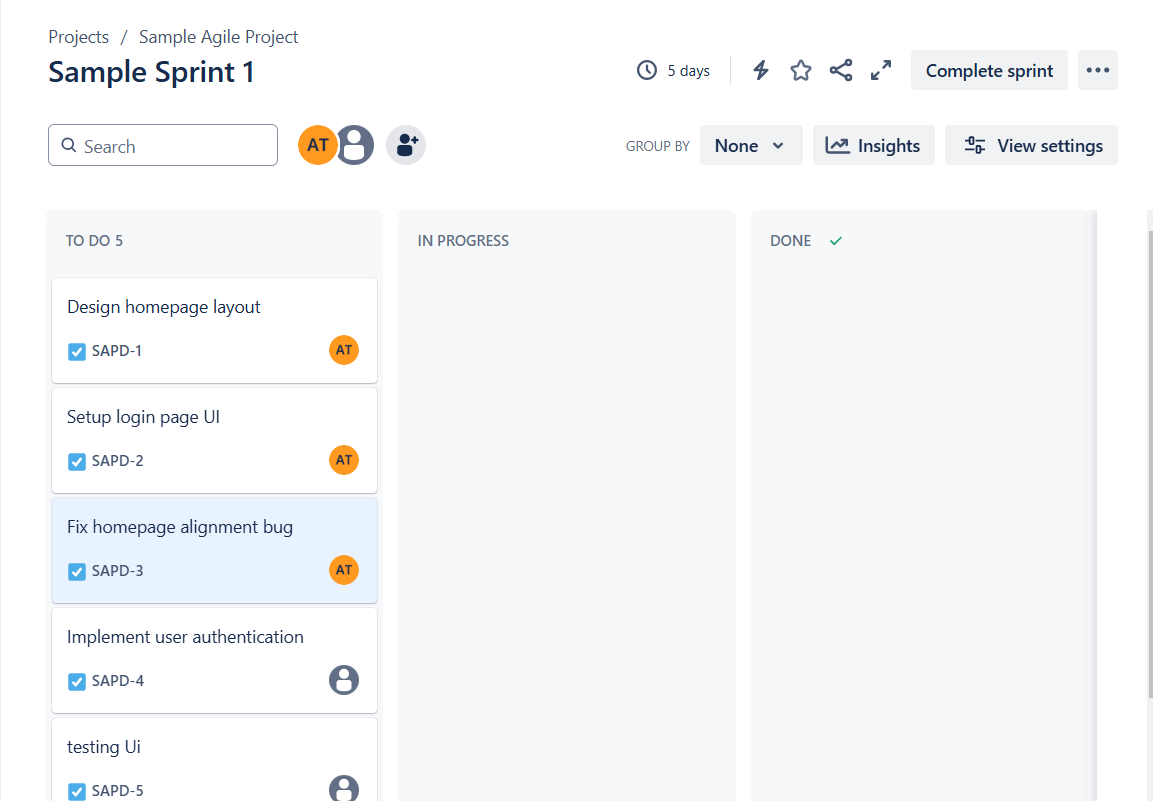 Projects / Sample Agile Project
Sample Sprint 1
5 days
Complete sprint
Search
AT
GROUP BY
None
Insights
View settings
TO DO 5
IN PROGRESS
DONE
Design homepage layout
SAPD-1
AT
Setup login page UI
SAPD-2
AT
Fix homepage alignment bug
SAPD-3
AT
Implement user authentication
SAPD-4
testing Ui
SAPD-5